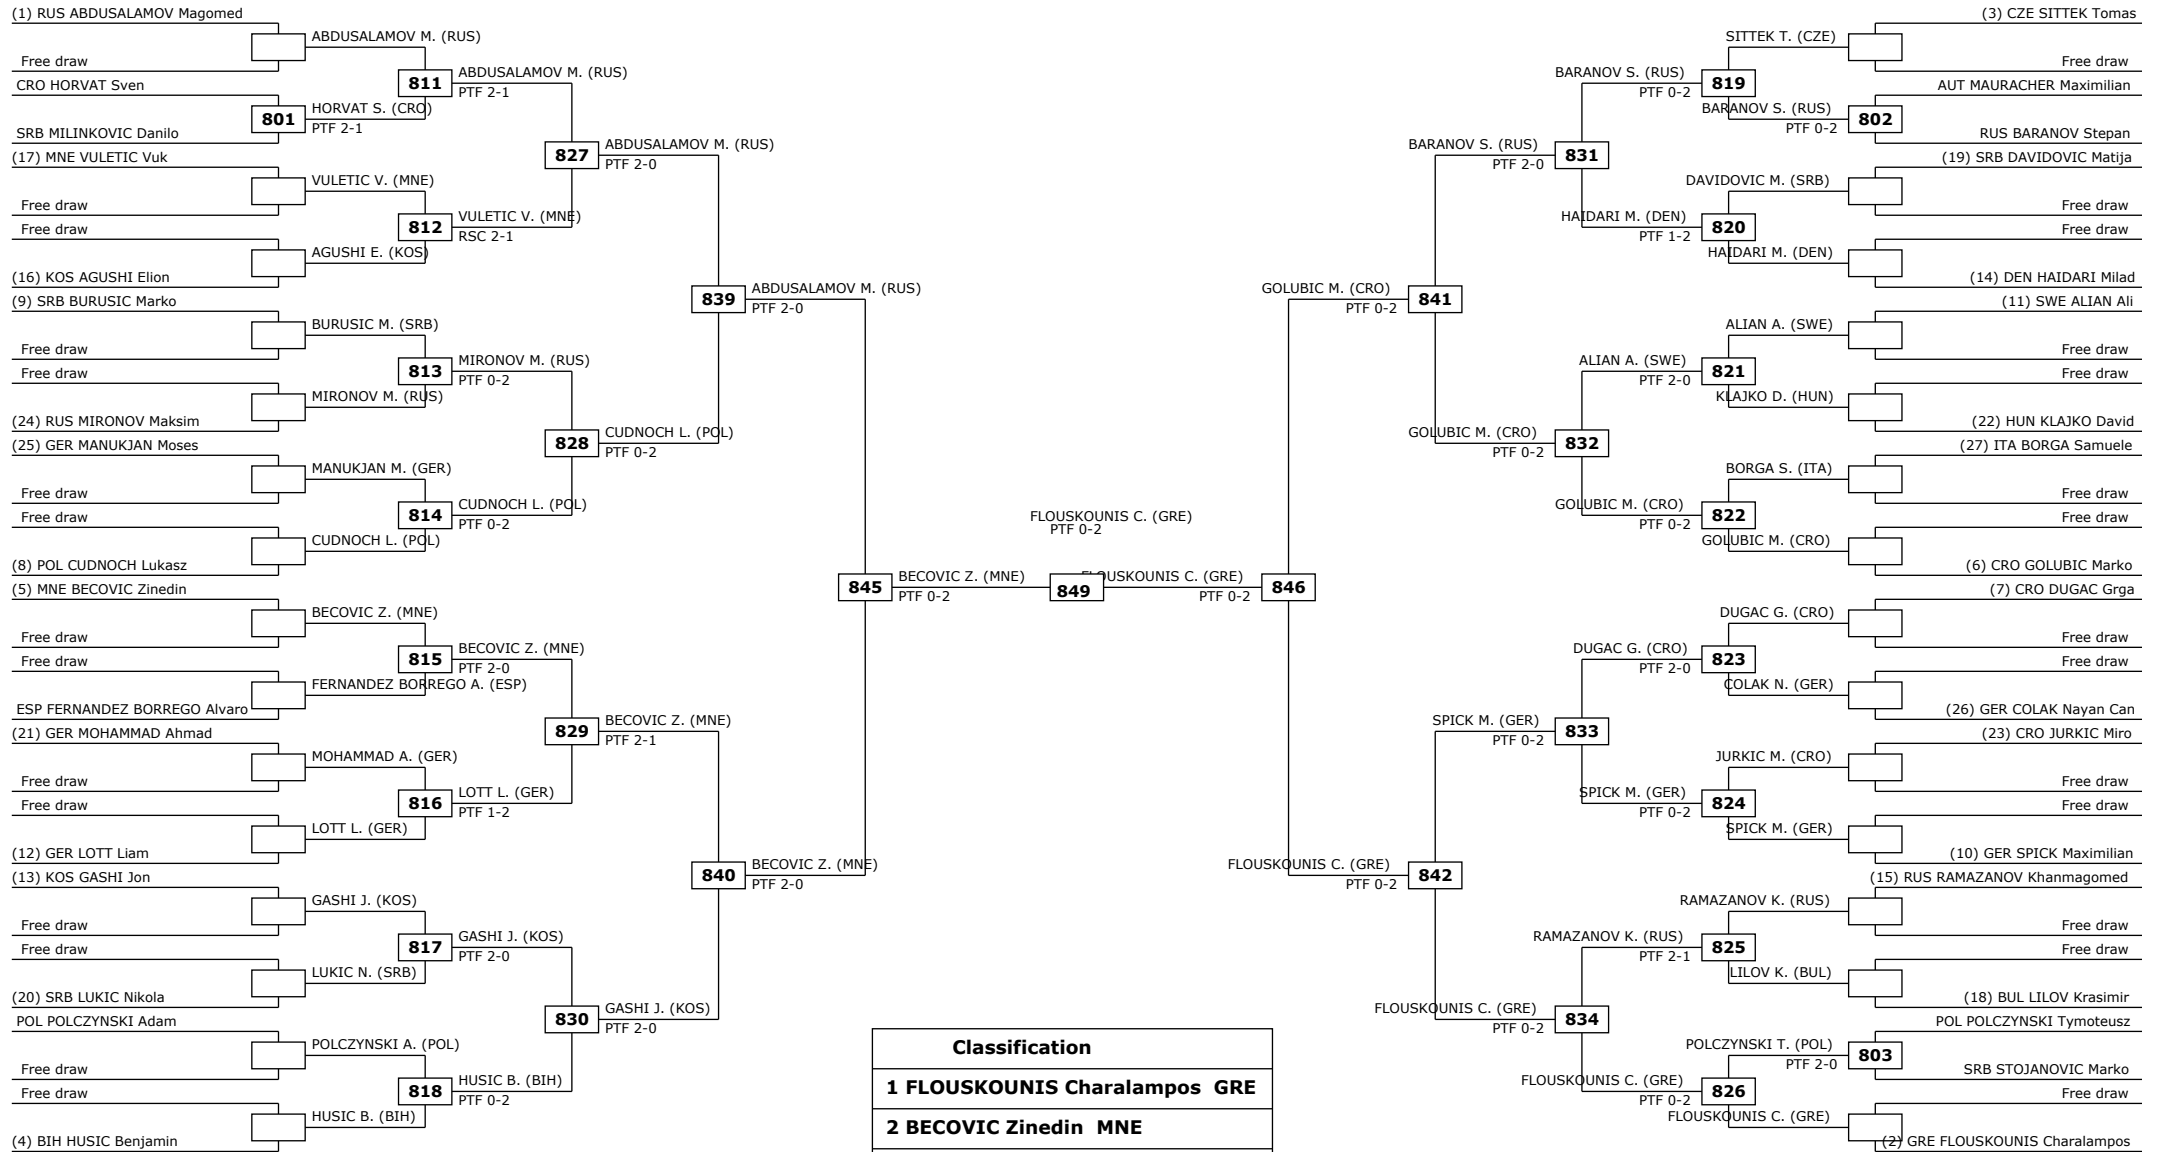 (1) RUS ABDUSALAMOV Magomed
Free draw
CRO HORVAT Sven
SRB MILINKOVIC Danilo
(17) MNE VULETIC Vuk
Free draw
Free draw
(16) KOS AGUSHI Elion
(9) SRB BURUSIC Marko
Free draw
Free draw
(24) RUS MIRONOV Maksim
(25) GER MANUKJAN Moses
Free draw
Free draw
(8) POL CUDNOCH Lukasz
(5) MNE BECOVIC Zinedin
Free draw
Free draw
ESP FERNANDEZ BORREGO Alvaro
(21) GER MOHAMMAD Ahmad
Free draw
Free draw
(12) GER LOTT Liam
(13) KOS GASHI Jon
Free draw
Free draw
(20) SRB LUKIC Nikola
POL POLCZYNSKI Adam
Free draw
Free draw
(4) BIH HUSIC Benjamin
801
ABDUSALAMOV M. (RUS)
HORVAT S. (CRO)
PTF 2-1
VULETIC V. (MNE)
AGUSHI E. (KOS)
BURUSIC M. (SRB)
MIRONOV M. (RUS)
MANUKJAN M. (GER)
CUDNOCH L. (POL)
BECOVIC Z. (MNE)
FERNANDEZ BORREGO A. (ESP)
MOHAMMAD A. (GER)
LOTT L. (GER)
GASHI J. (KOS)
LUKIC N. (SRB)
POLCZYNSKI A. (POL)
HUSIC B. (BIH)
811
ABDUSALAMOV M. (RUS)
PTF 2-1
812
VULETIC V. (MNE)
RSC 2-1
813
MIRONOV M. (RUS)
PTF 0-2
814
CUDNOCH L. (POL)
PTF 0-2
815
BECOVIC Z. (MNE)
PTF 2-0
816
LOTT L. (GER)
PTF 1-2
817
GASHI J. (KOS)
PTF 2-0
818
HUSIC B. (BIH)
PTF 0-2
827
ABDUSALAMOV M. (RUS)
PTF 2-0
828
CUDNOCH L. (POL)
PTF 0-2
829
BECOVIC Z. (MNE)
PTF 2-1
830
GASHI J. (KOS)
PTF 2-0
839
ABDUSALAMOV M. (RUS)
PTF 2-0
840
BECOVIC Z. (MNE)
PTF 2-0
845
BECOVIC Z. (MNE)
PTF 0-2
FLOUSKOUNIS C. (GRE)
PTF 0-2
849
FLOUSKOUNIS C. (GRE)
PTF 0-2
846
GOLUBIC M. (CRO)
PTF 0-2
841
FLOUSKOUNIS C. (GRE)
PTF 0-2
842
BARANOV S. (RUS)
PTF 2-0
831
GOLUBIC M. (CRO)
PTF 0-2
832
SPICK M. (GER)
PTF 0-2
833
FLOUSKOUNIS C. (GRE)
PTF 0-2
834
BARANOV S. (RUS)
PTF 0-2
819
HAIDARI M. (DEN)
PTF 1-2
820
ALIAN A. (SWE)
PTF 2-0
821
GOLUBIC M. (CRO)
PTF 0-2
822
DUGAC G. (CRO)
PTF 2-0
823
SPICK M. (GER)
PTF 0-2
824
RAMAZANOV K. (RUS)
PTF 2-1
825
FLOUSKOUNIS C. (GRE)
PTF 0-2
826
SITTEK T. (CZE)
BARANOV S. (RUS)
PTF 0-2
802
DAVIDOVIC M. (SRB)
HAIDARI M. (DEN)
ALIAN A. (SWE)
KLAJKO D. (HUN)
BORGA S. (ITA)
GOLUBIC M. (CRO)
DUGAC G. (CRO)
COLAK N. (GER)
JURKIC M. (CRO)
SPICK M. (GER)
RAMAZANOV K. (RUS)
LILOV K. (BUL)
POLCZYNSKI T. (POL)
PTF 2-0
803
FLOUSKOUNIS C. (GRE)
(3) CZE SITTEK Tomas
Free draw
AUT MAURACHER Maximilian
RUS BARANOV Stepan
(19) SRB DAVIDOVIC Matija
Free draw
Free draw
(14) DEN HAIDARI Milad
(11) SWE ALIAN Ali
Free draw
Free draw
(22) HUN KLAJKO David
(27) ITA BORGA Samuele
Free draw
Free draw
(6) CRO GOLUBIC Marko
(7) CRO DUGAC Grga
Free draw
Free draw
(26) GER COLAK Nayan Can
(23) CRO JURKIC Miro
Free draw
Free draw
(10) GER SPICK Maximilian
(15) RUS RAMAZANOV Khanmagomed
Free draw
Free draw
(18) BUL LILOV Krasimir
POL POLCZYNSKI Tymoteusz
SRB STOJANOVIC Marko
Free draw
(2) GRE FLOUSKOUNIS Charalampos
Classification
1 FLOUSKOUNIS Charalampos GRE
2 BECOVIC Zinedin MNE